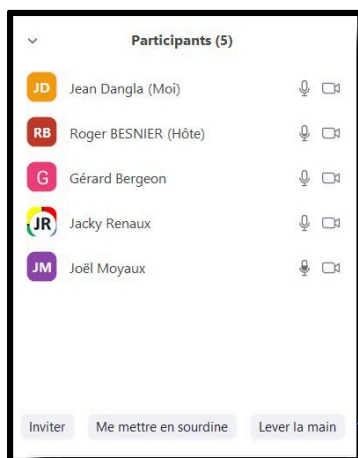 Participants (5)
JD Jean Dangla (Moi)
RB Roger BESNIER (Hôte)
G Gérard Bergeon
JR Jacky Renaux
JM Joël Moyaux
Inviter Me mettre en sourdine Lever la main